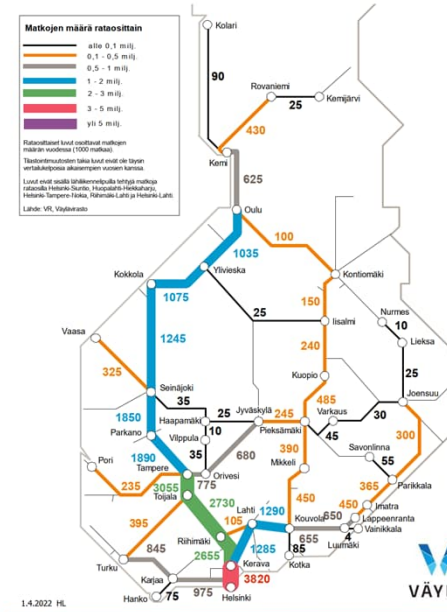 Matkojen määrä rataosittain
alle 0,1 milj.
0,1 - 0,5 milj.
0,5 - 1 milj.
1 - 2 milj.
2 - 3 milj.
3 - 5 milj.
yli 5 milj.
Rataosittaiset luvut osoittavat matkojen
määrän vuodessa (1000 matkaa).
Tilastonmuutosten takia luvut eivät ole täysin
vertailukelpoisia aikaisempien vuosien kanssa.
Luvut eivät sisällä lähiliikennelipuilla tehtyjä matkoja
rataosilla Helsinki-Suntio, Huopalahti-Hiekkaharju,
Helsinki-Tampere-Nokia, Riihimäki-Lahti ja Helsinki-Lahti.
Lähde: VR, Väylävirasto
Kolari
90
Rovaniemi
25
Kemijärvi
430
Kemi
625
Oulu
1035
100
Kokkola
Ylivieska
Kontiomäki
1075
150
25
Nurmes
Iisalmi
10
1245
Vaasa
240
Lieksa
325
Kuopio
25
Seinäjoki
35
Joensuu
485
1850
Haapamäki
25
Jyväskylä
245
Varkaus
30
Parkano
10
Pieksämäki
45
300
Vilppula
680
Savonlinna
1890
35
390
55
Pori
Tampere
Mikkeli
Parikkala
235
775
Orivesi
365
3055
450
Toijala
2730
Imatra
450
395
105
Lahti
1290
Kouvola
650
Lappeenranta
Riihimäki
655
4
Vainikkala
845
2655
1285
85
Luumäki
Turku
Kerava
Kotka
Karjaa
3820
Hanko
75
975
Helsinki
1.4.2022 HL
VÄY